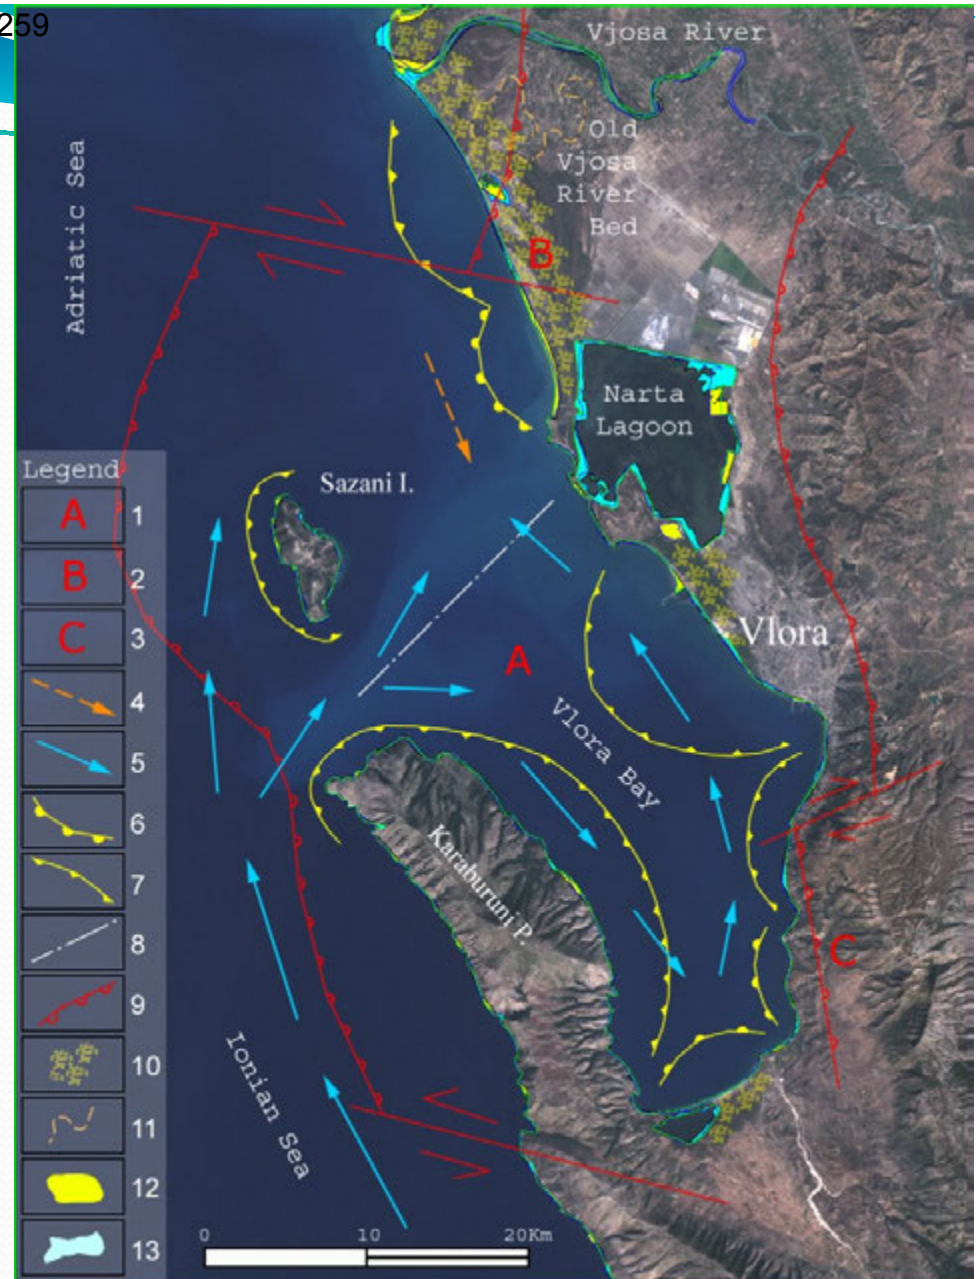 259
Vjosa River
Old
Vjosa
River
Bed
Adriatic Sea
B
Narta
Lagoon
Sazani I.
Vlora
A
Vlora Bay
Karaburuni P.
C
Ionian Sea
Legend
A 1
B 2
C 3
4
5
6
7
8
9
10
11
12
13
0 10 20Km